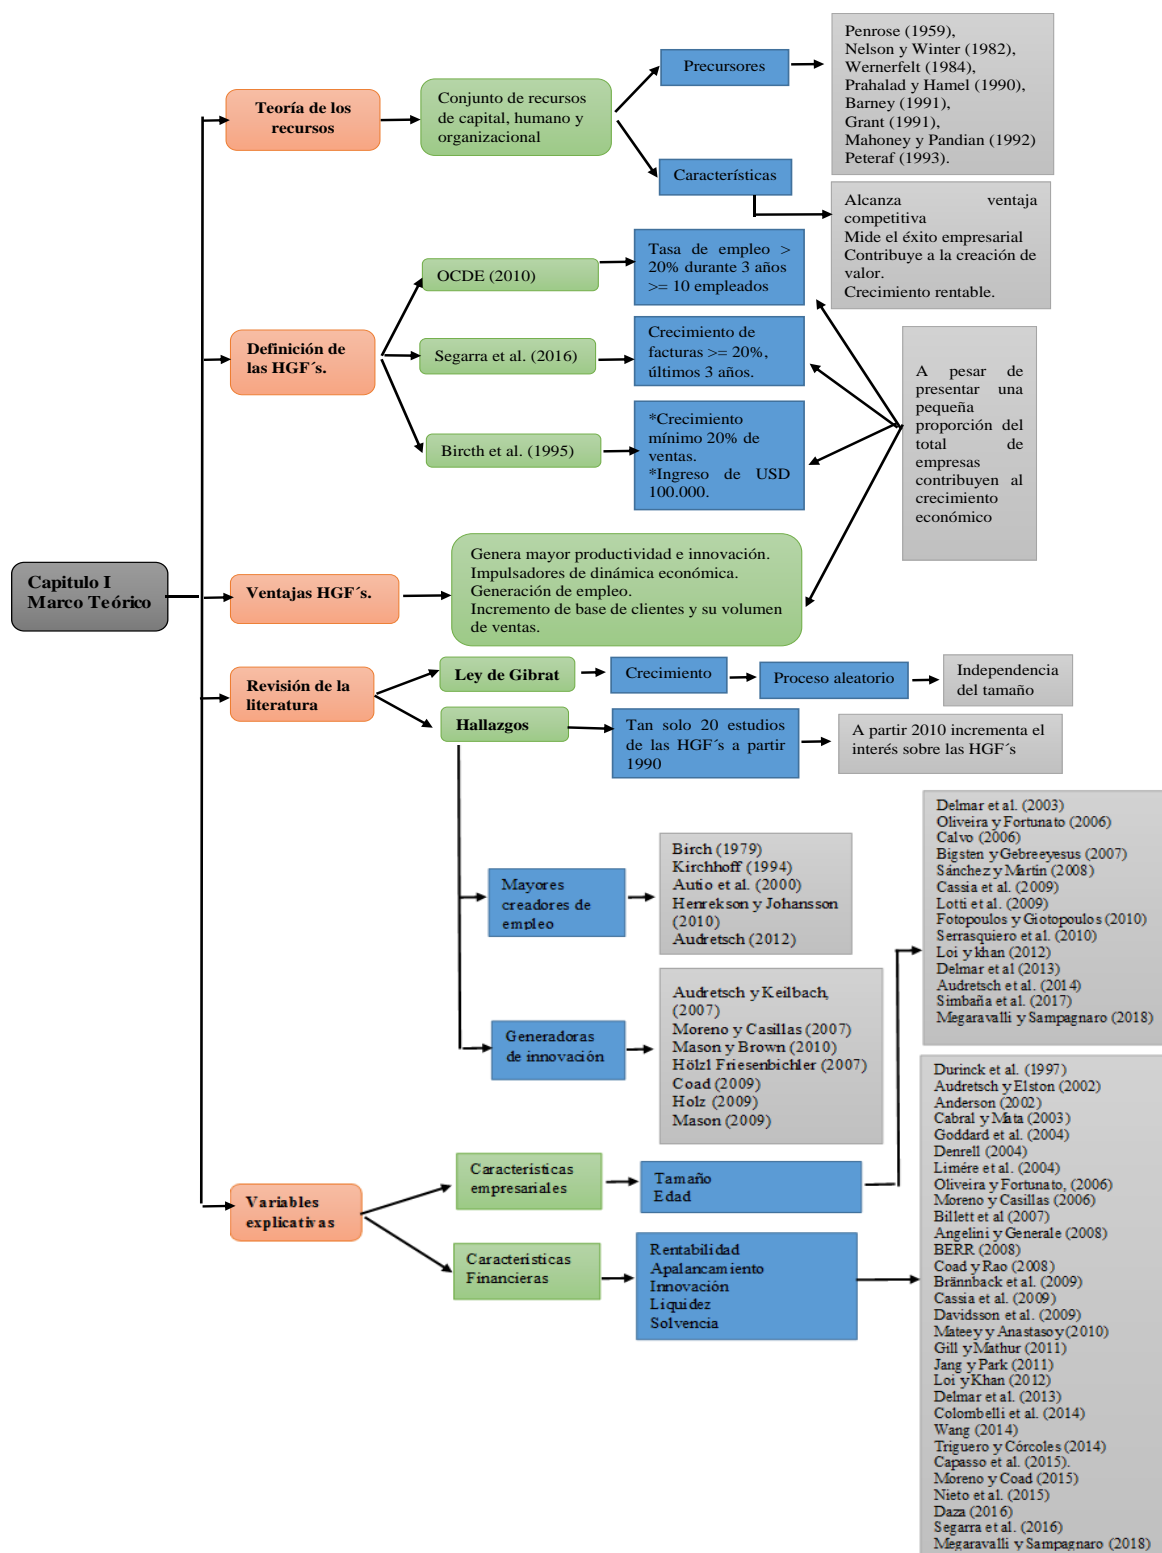 Capitulo I
Marco Teórico
Teoría de los
recursos
Conjunto de recursos
de capital, humano y
organizacional
Precursores
Penrose (1959),
Nelson y Winter (1982),
Wernerfelt (1984),
Prahalad y Hamel (1990),
Barney (1991),
Grant (1991),
Mahoney y Pandian (1992)
Peteraf (1993).
Características
Alcanza ventaja
competitiva
Mide el éxito empresarial
Contribuye a la creación de
valor.
Crecimiento rentable.
Definición de
las HGF´s.
OCDE (2010)
Tasa de empleo >
20% durante 3 años
>= 10 empleados
Segarra et al. (2016)
Crecimiento de
facturas >= 20%,
últimos 3 años.
Bircth et al. (1995)
*Crecimiento
mínimo 20% de
ventas.
*Ingreso de USD
100.000.
A pesar de
presentar una
pequeña
proporción del
total de
empresas
contribuyen al
crecimiento
económico
Ventajas HGF´s.
Genera mayor productividad e innovación.
Impulsadores de dinámica económica.
Generación de empleo.
Incremento de base de clientes y su volumen
de ventas.
Revisión de la
literatura
Ley de Gibrat
Crecimiento
Proceso aleatorio
Independencia
del tamaño
Hallazgos
Tan solo 20 estudios
de las HGF´s a partir
1990
A partir 2010 incrementa el
interés sobre las HGF´s
Mayores
creadores de
empleo
Birch (1979)
Kirchhoff (1994)
Autio et al. (2000)
Henrekson y Johansson
(2010)
Audretsch (2012)
Generadoras
de innovación
Audretsch y Keilbach,
(2007)
Moreno y Casillas (2007)
Mason y Brown (2010)
Hölzl Friesenbichler (2007)
Coad (2009)
Holz (2009)
Mason (2009)
Variables
explicativas
Características
empresariales
Tamaño
Edad
Delmar et al. (2003)
Oliveira y Fortunato (2006)
Calvo (2006)
Bigsten y Gebreeyesus (2007)
Sánchez y Martín (2008)
Cassia et al. (2009)
Lotti et al. (2009)
Fotopoulos y Giotopoulos (2010)
Serrasquiero et al. (2010)
Loi y khan (2012)
Delmar et al (2013)
Audretsch et al. (2014)
Simbaña et al. (2017)
Megaravalli y Sampagnaro (2018)
Características
Financieras
Rentabilidad
Apalancamiento
Innovación
Liquidez
Solvencia
Durinck et al. (1997)
Audretsch y Elston (2002)
Anderson (2002)
Cabral y Mata (2003)
Goddard et al. (2004)
Denrell (2004)
Limére et al. (2004)
Oliveira y Fortunato, (2006)
Moreno y Casillas (2006)
Billett et al (2007)
Angelini y Generale (2008)
BERR (2008)
Coad y Rao (2008)
Brännback et al. (2009)
Cassia et al. (2009)
Davidsson et al. (2009)
Mateey y Anastasoy (2010)
Gill y Mathur (2011)
Jang y Park (2011)
Loi y Khan (2012)
Delmar et al. (2013)
Colombelli et al. (2014)
Wang (2014)
Triguero y Córcoles (2014)
Capasso et al. (2015).
Moreno y Coad (2015)
Nieto et al. (2015)
Daza (2016)
Segarra et al. (2016)
Megaravalli y Sampagnaro (2018)